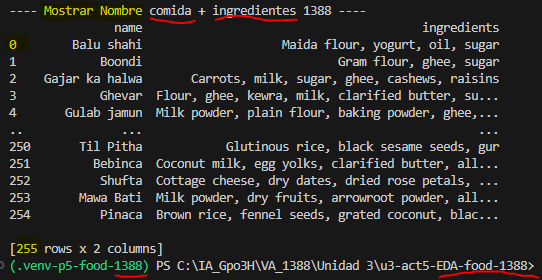 ---- Mostrar Nombre comida + ingredientes 1388 ----
name ingredients
0 Balu shahi Maida flour, yogurt, oil, sugar
1 Boondi Gram flour, ghee, sugar
2 Gajar ka halwa Carrots, milk, sugar, ghee, cashews, raisins
3 Ghevar Flour, ghee, kewra, milk, clarified butter, su...
4 Gulab jamun Milk powder, plain flour, baking powder, ghee,...
.. ... ...
250 Til Pitha Glutinous rice, black sesame seeds, gur
251 Bebinca Coconut milk, egg yolks, clarified butter, all...
252 Shufta Cottage cheese, dry dates, dried rose petals, ...
253 Mawa Bati Milk powder, dry fruits, arrowroot powder, all...
254 Pinaca Brown rice, fennel seeds, grated coconut, blac...
[255 rows x 2 columns]
(.venv-p5-food-1388) PS C:\IA_Gpo3H\VA_1388\Unidad 3\u3-act5-EDA-food-1388>